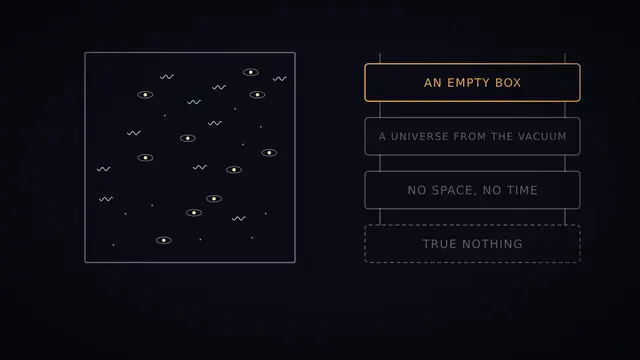 AN EMPTY BOX
A UNIVERSE FROM THE VACUUM
NO SPACE, NO TIME
TRUE NOTHING